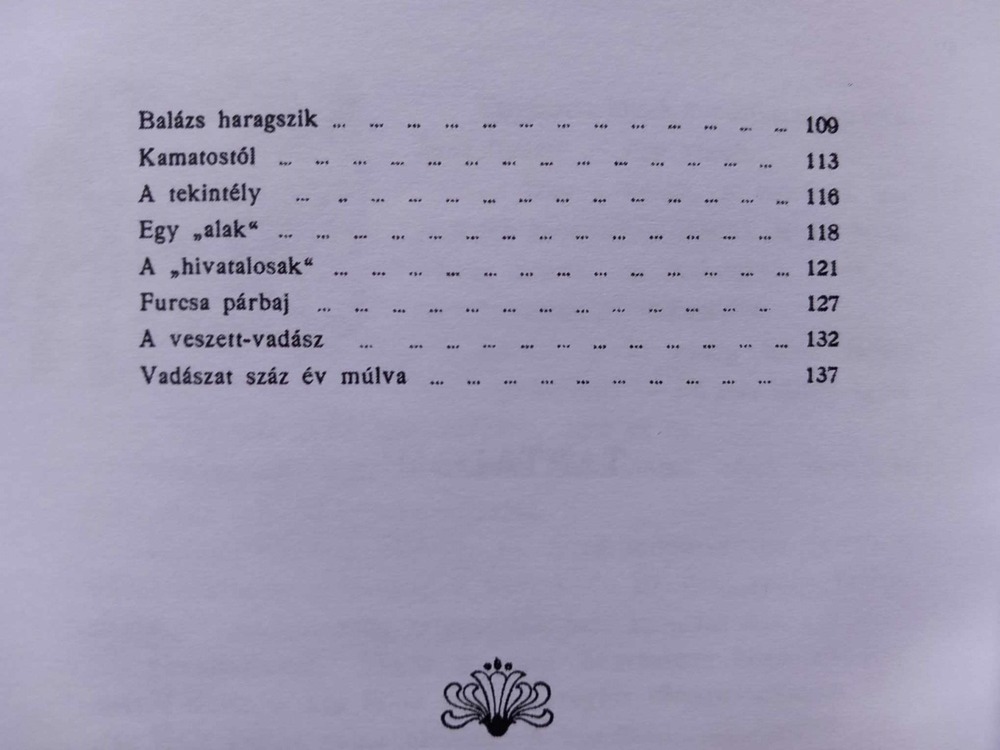 Balázs haragszik ... ... ... ... ... ... ... ... ... ... ... ... ... 109
Kamatostól ... ... ... ... ... ... ... ... ... ... ... ... ... ... 113
A tekintély ... .. ... ... ... ... ... ... ... ... ... ... ... ... 116
Egy „alak“ ... ... ... ... ... ... ... ... ... ... ... ... ... ... 118
A „hivatalosak“ ... ... ... ... ... ... ... ... ... ... ... ... ... 121
Furcsa párbaj ... ... ... ... ... ... ... ... ... ... ... ... .. 127
A veszett-vadász ... ... ... ... ... ... ... ... ... ... ... ... 132
Vadászat száz év múlva ... ... ... ... ... ... ... ... ... ... 137